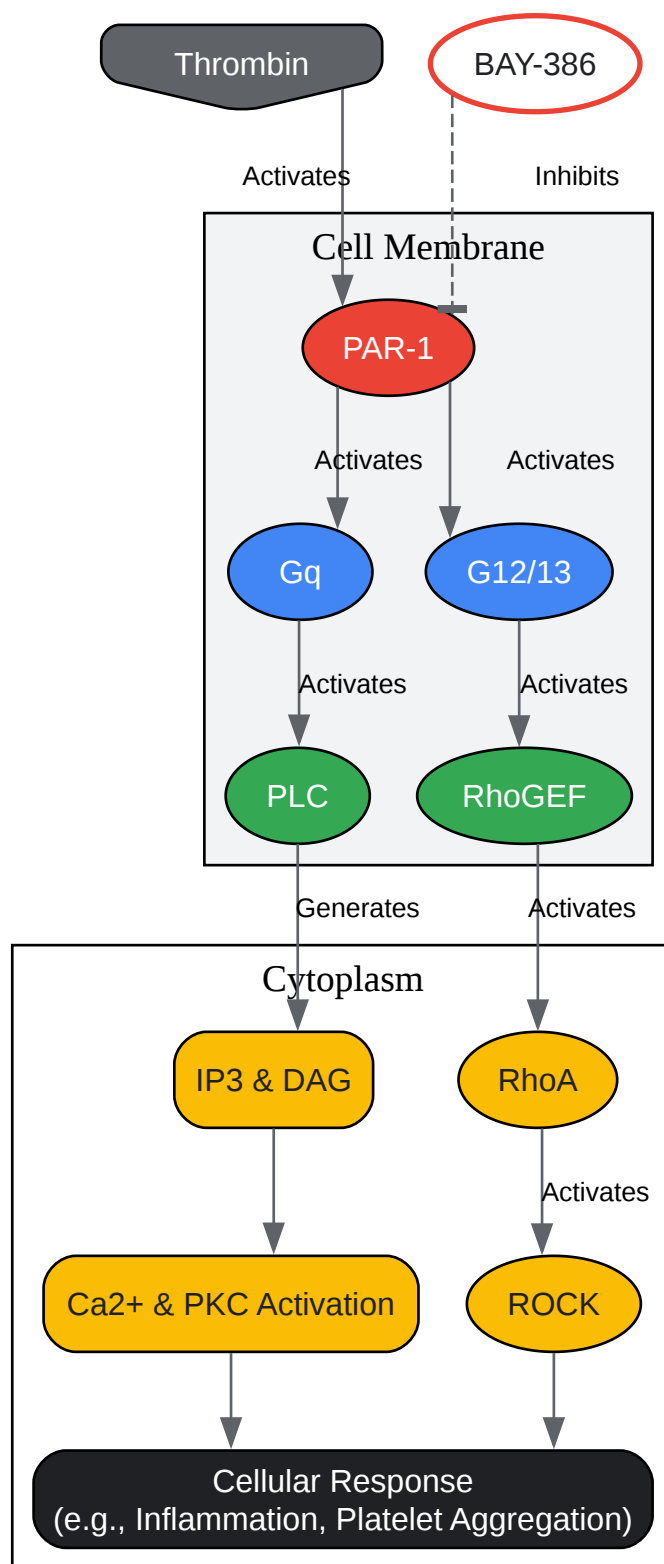 Thrombin
BAY-386
Activates
Inhibits
Cell Membrane
PAR-1
Activates
Activates
Gq
G12/13
Activates
Activates
PLC
RhoGEF
Generates
Activates
Cytoplasm
IP3 & DAG
RhoA
Activates
Ca2+ & PKC Activation
ROCK
Cellular Response
(e.g., Inflammation, Platelet Aggregation)